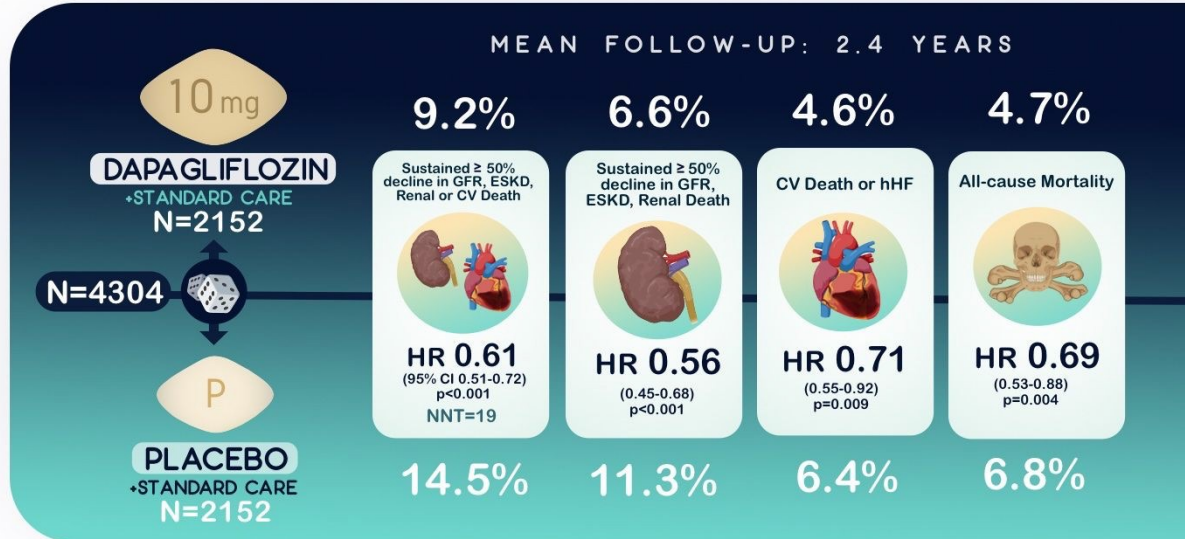 MEAN FOLLOW-UP: 2.4 YEARS
10 mg
DAPAGLIFLOZIN
+STANDARD CARE
N=2152
N=4304
P
PLACEBO
+STANDARD CARE
N=2152
9.2%
Sustained ≥ 50%
decline in GFR, ESKD,
Renal or CV Death
HR 0.61
(95% CI 0.51-0.72)
p<0.001
NNT=19
14.5%
6.6%
Sustained ≥ 50%
decline in GFR,
ESKD, Renal Death
HR 0.56
(0.45-0.68)
p<0.001
11.3%
4.6%
CV Death or hHF
HR 0.71
(0.55-0.92)
p=0.009
6.4%
4.7%
All-cause Mortality
HR 0.69
(0.53-0.88)
p=0.004
6.8%